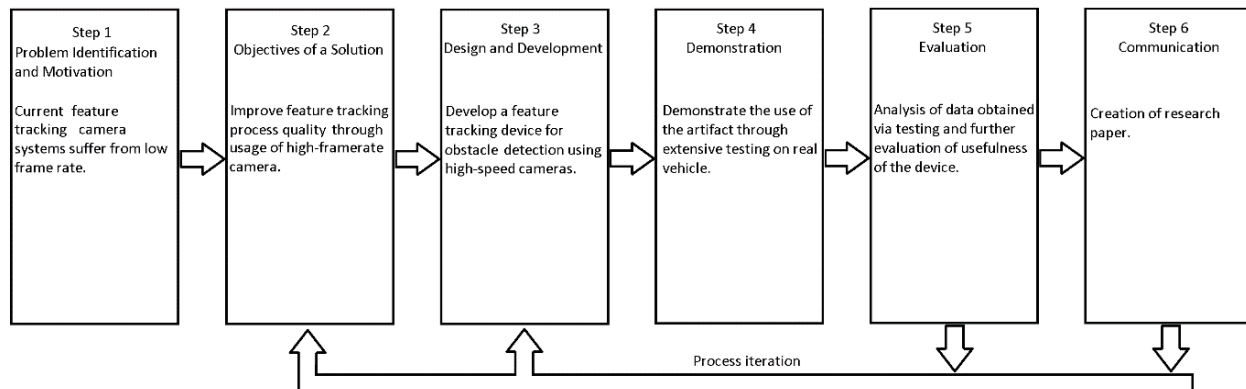 Step 1
Problem Identification
and Motivation
Current feature
tracking camera
systems suffer from low
frame rate.
Step 2
Objectives of a Solution
Improve feature tracking
process quality through
usage of high-framerate
camera.
Step 3
Design and Development
Develop a feature
tracking device for
obstacle detection using
high-speed cameras.
Step 4
Demonstration
Demonstrate the use of
the artifact through
extensive testing on real
vehicle.
Step 5
Evaluation
Analysis of data obtained
via testing and further
evaluation of usefulness
of the device.
Step 6
Communication
Creation of research
paper.
Process iteration